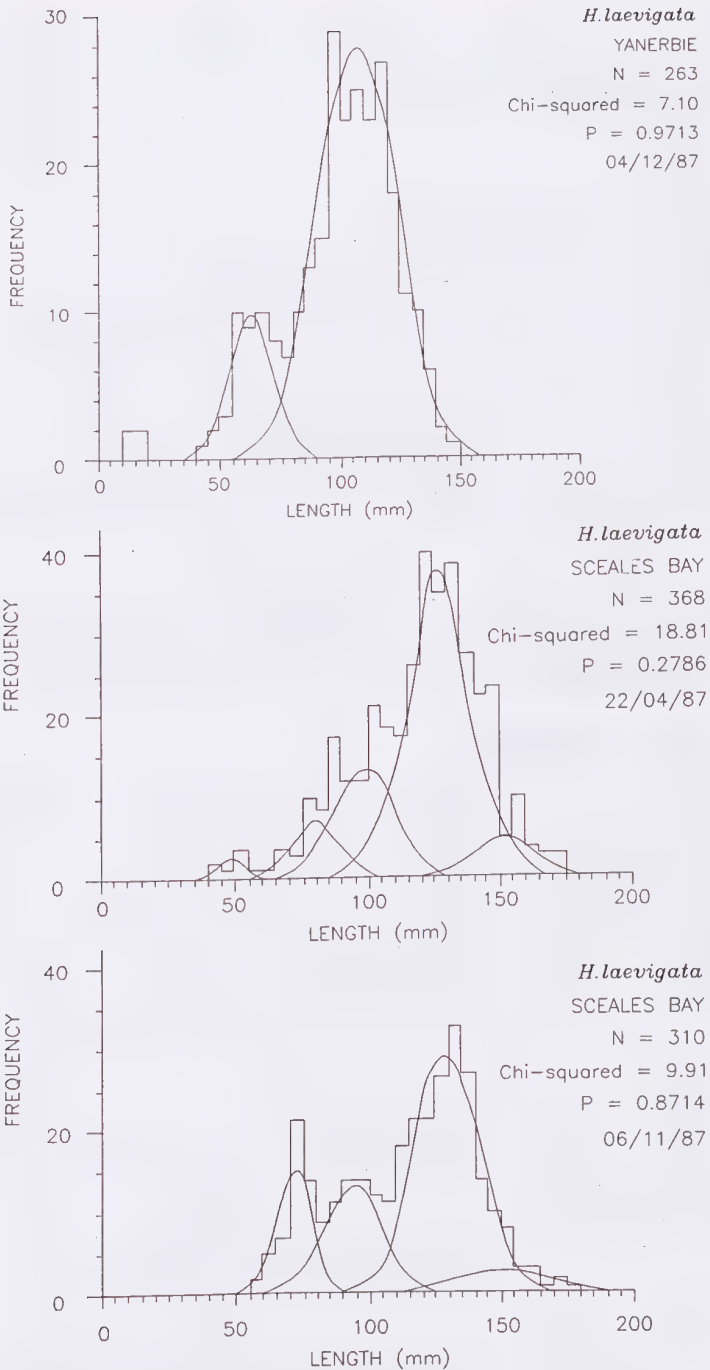 H.laevigata
YANERBIE
N = 263
Chi-squared = 7.10
P = 0.9713
04/12/87
30
20
10
0
FREQUENCY
0 50 100 150 200
LENGTH (mm)
H.laevigata
SCEALES BAY
N = 368
Chi-squared = 18.81
P = 0.2786
22/04/87
40
20
0
FREQUENCY
0 50 100 150 200
LENGTH (mm)
H.laevigata
SCEALES BAY
N = 310
Chi-squared = 9.91
P = 0.8714
06/11/87
40
20
0
FREQUENCY
0 50 100 150 200
LENGTH (mm)